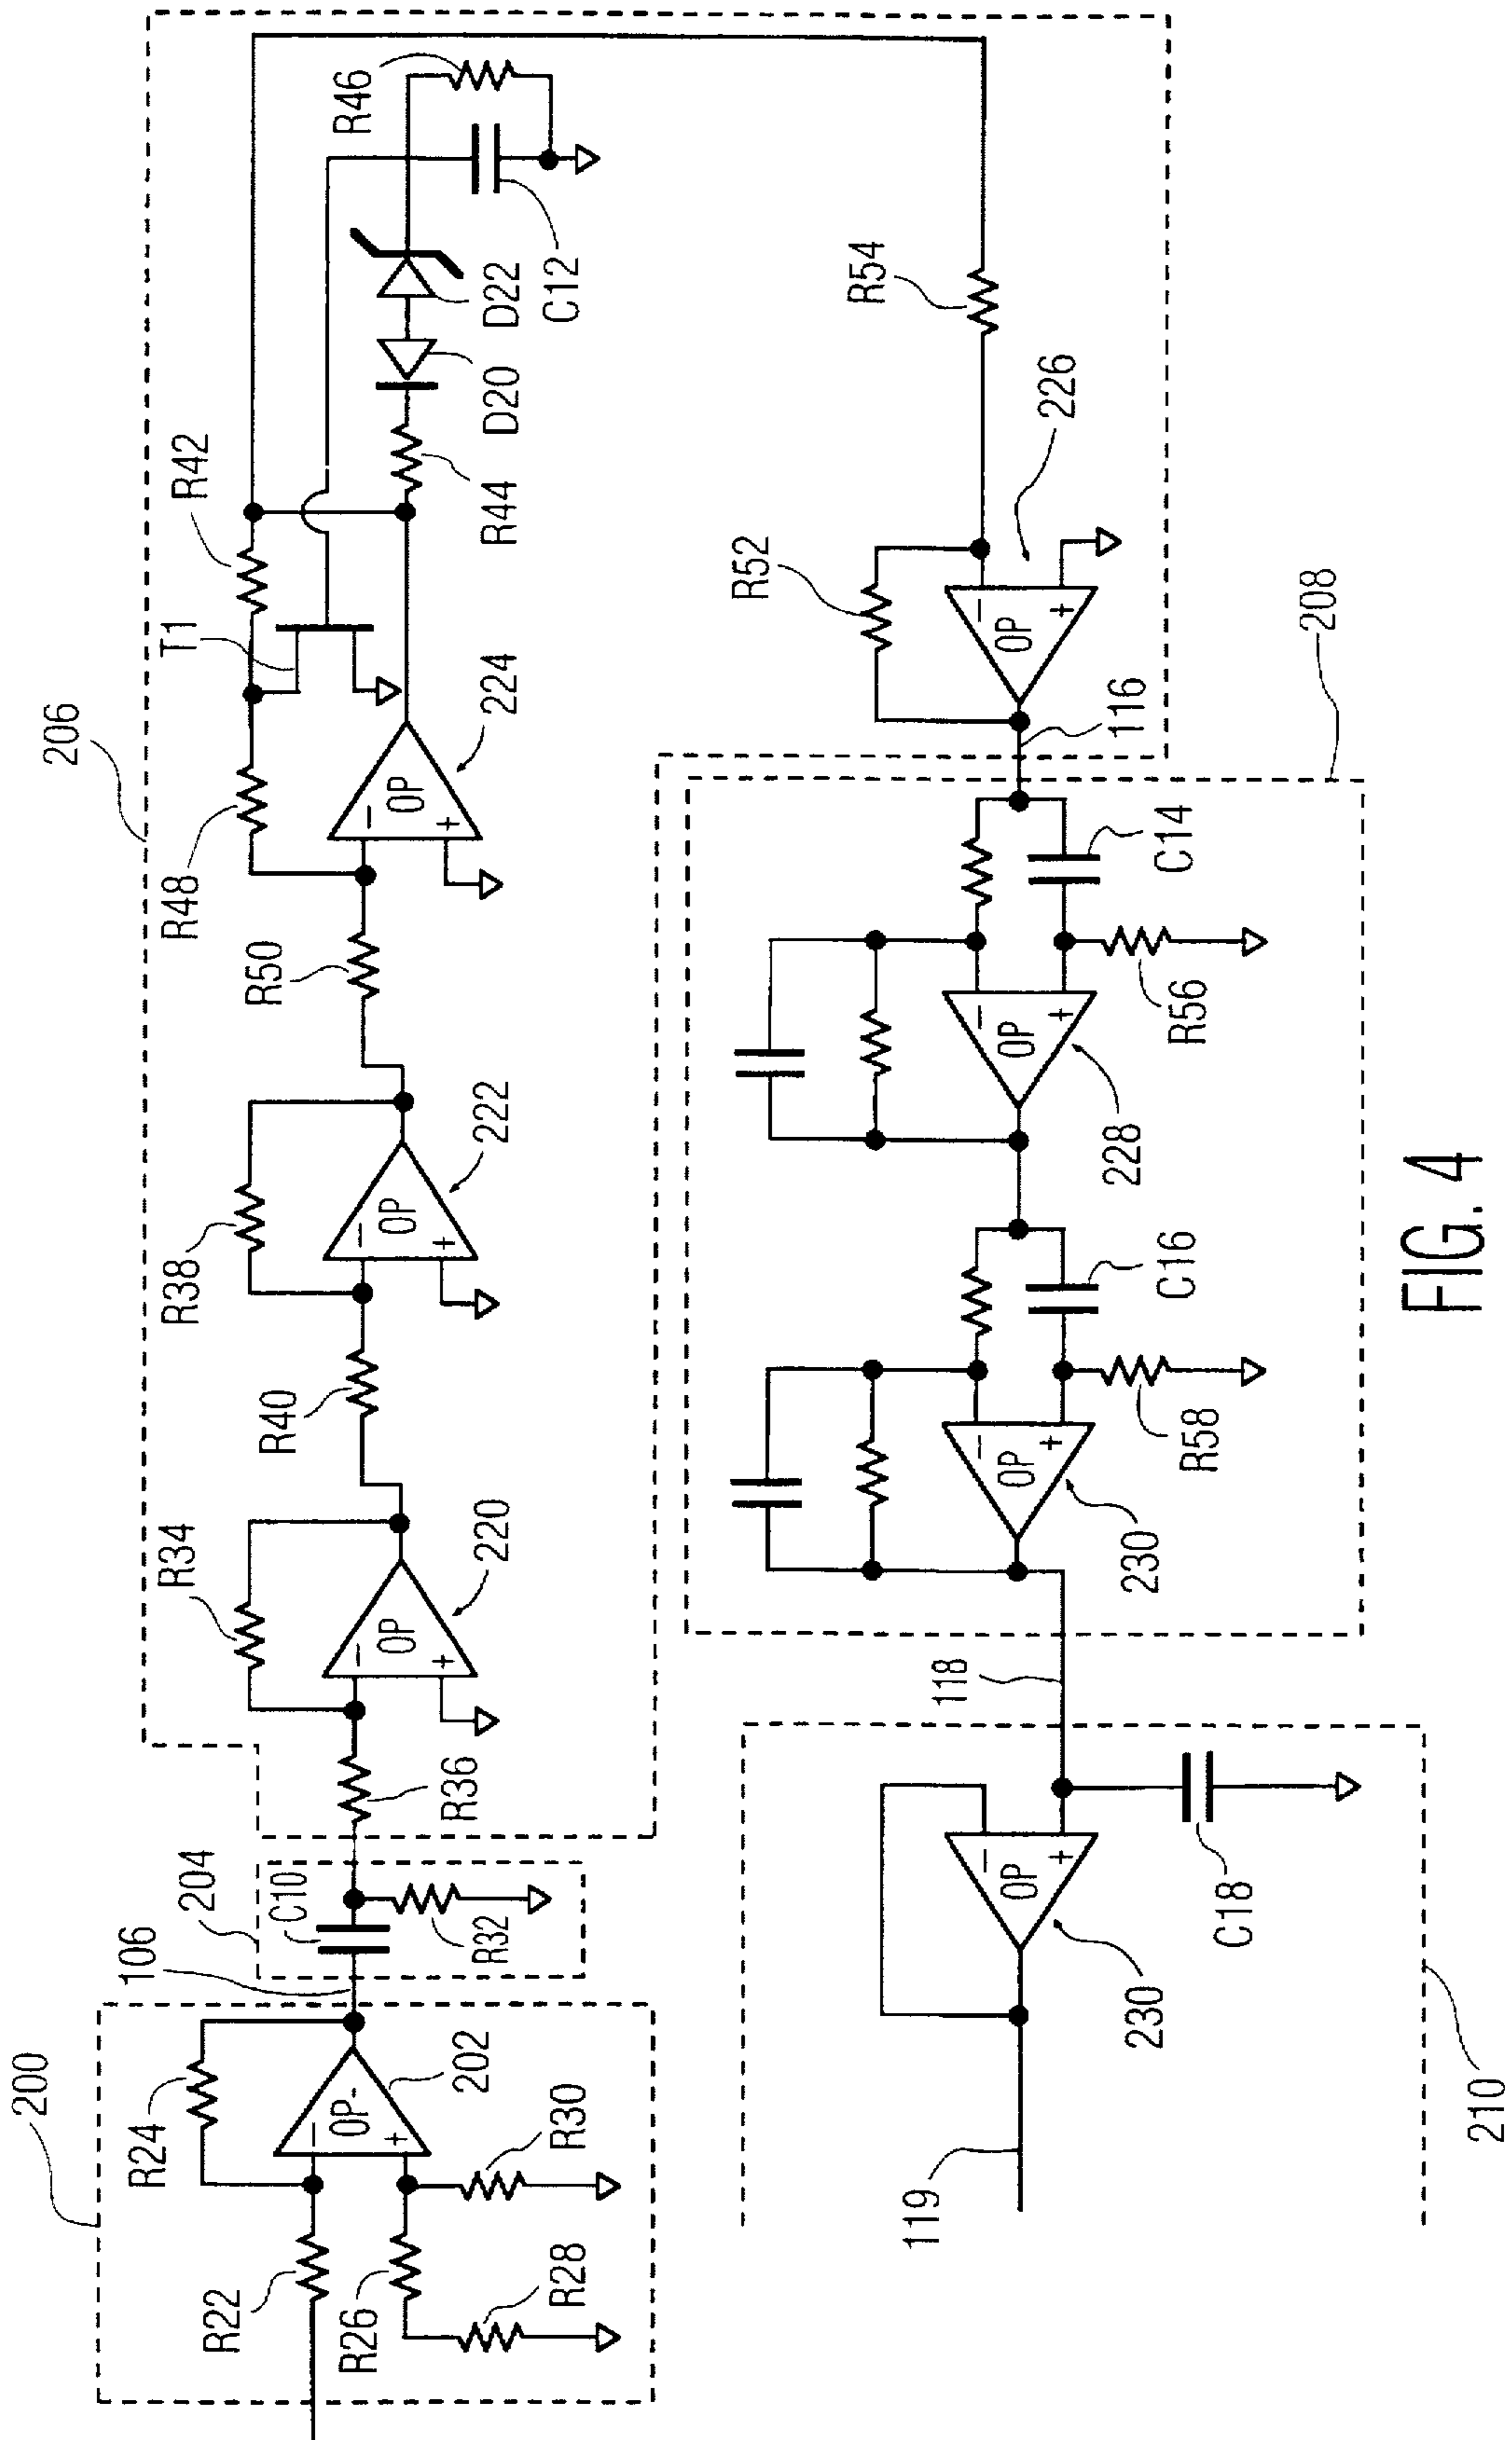 200
R24
106
204
C10
OP-
−
+
202
R22
R26
R28
R30
R32
206
R36
R34
OP
−
+
220
R40
R38
OP
−
+
222
R50
R48
OP
−
+
224
T1
R42
R44
D20
D22
C12
R46
R54
R52
OP
−
+
226
116
208
C14
OP
−
+
R56
228
C16
OP
−
+
R58
230
118
OP
−
+
C18
230
119
210
FIG. 4